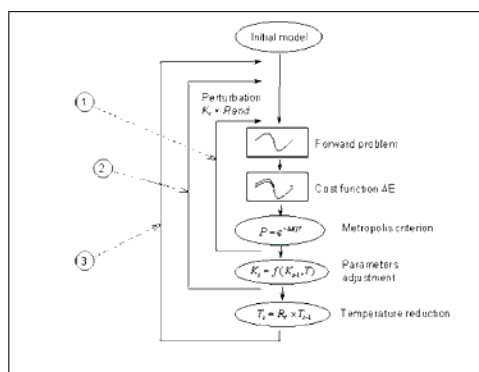 Initial model
1
Perturbation
K_i × Rand
2
Forward problem
Cost function ΔE
3
P = e^{-ΔE/T}
Metropolis criterion
K_i = f(K_{i-1}, T)
Parameters
adjustment
T_i = R_t × T_{i-1}
Temperature reduction